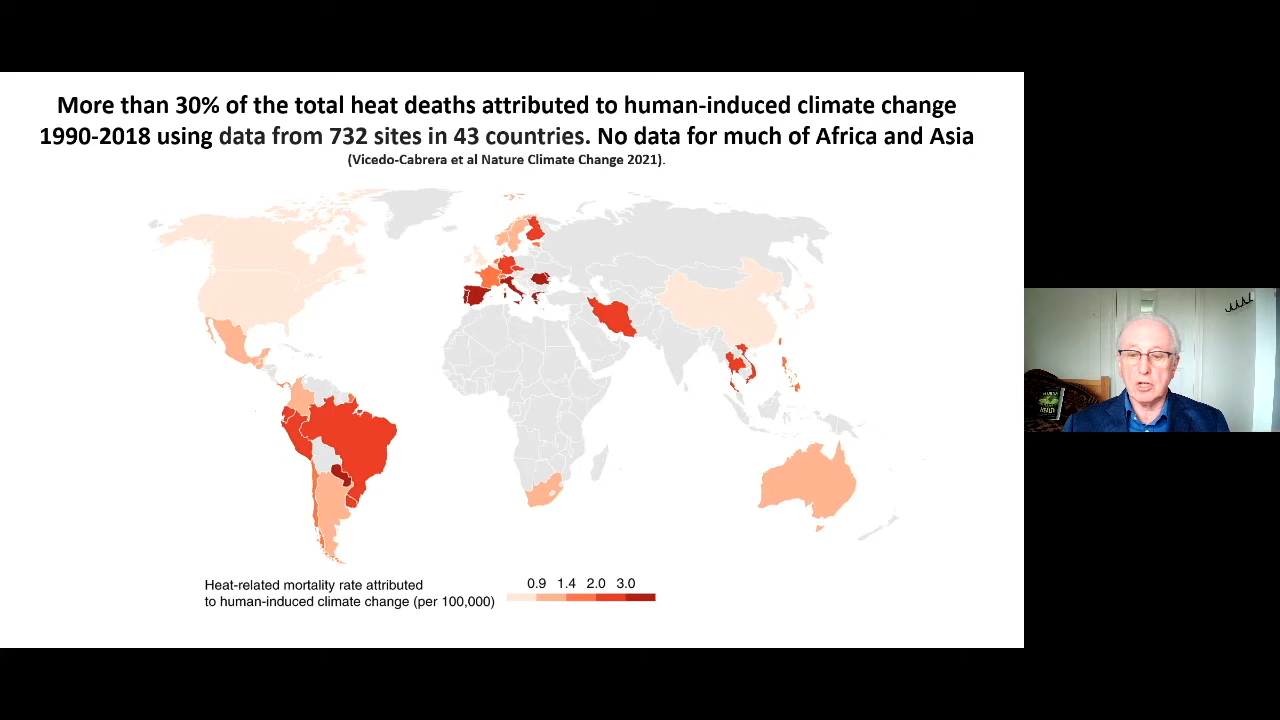 More than 30% of the total heat deaths attributed to human-induced climate change
1990-2018 using data from 732 sites in 43 countries. No data for much of Africa and Asia
(Vicedo-Cabrera et al Nature Climate Change 2021).
Heat-related mortality rate attributed
to human-induced climate change (per 100,000)
0.9 1.4 2.0 3.0